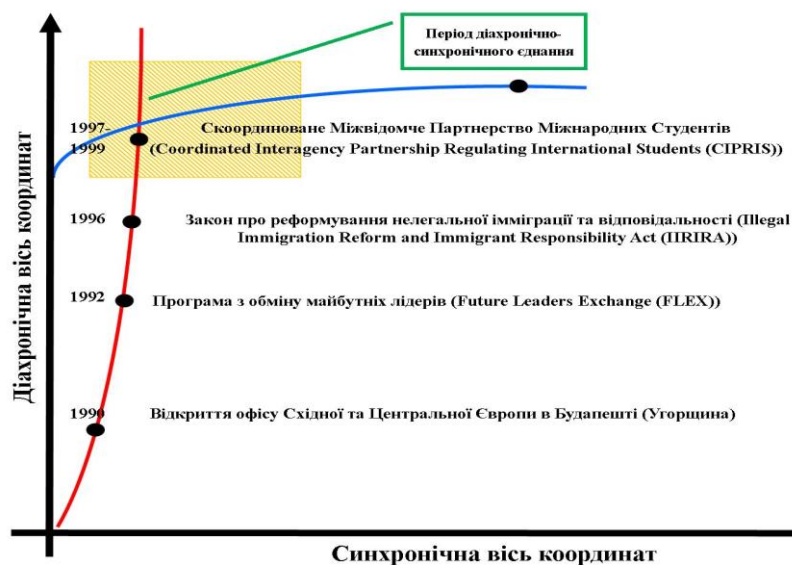 Період діахронічно-
синхронічного єднання
1997-
1999
Скоординоване Міжвідомче Партнерство Міжнародних Студентів
(Coordinated Interagency Partnership Regulating International Students (CIPRIS))
1996
Закон про реформування нелегальної імміграції та відповідальності (Illegal
Immigration Reform and Immigrant Responsibility Act (IIRIRA))
1992
Програма з обміну майбутніх лідерів (Future Leaders Exchange (FLEX))
1990
Відкриття офісу Східної та Центральної Європи в Будапешті (Угорщина)
Діахронічна вісь координат
Синхронічна вісь координат